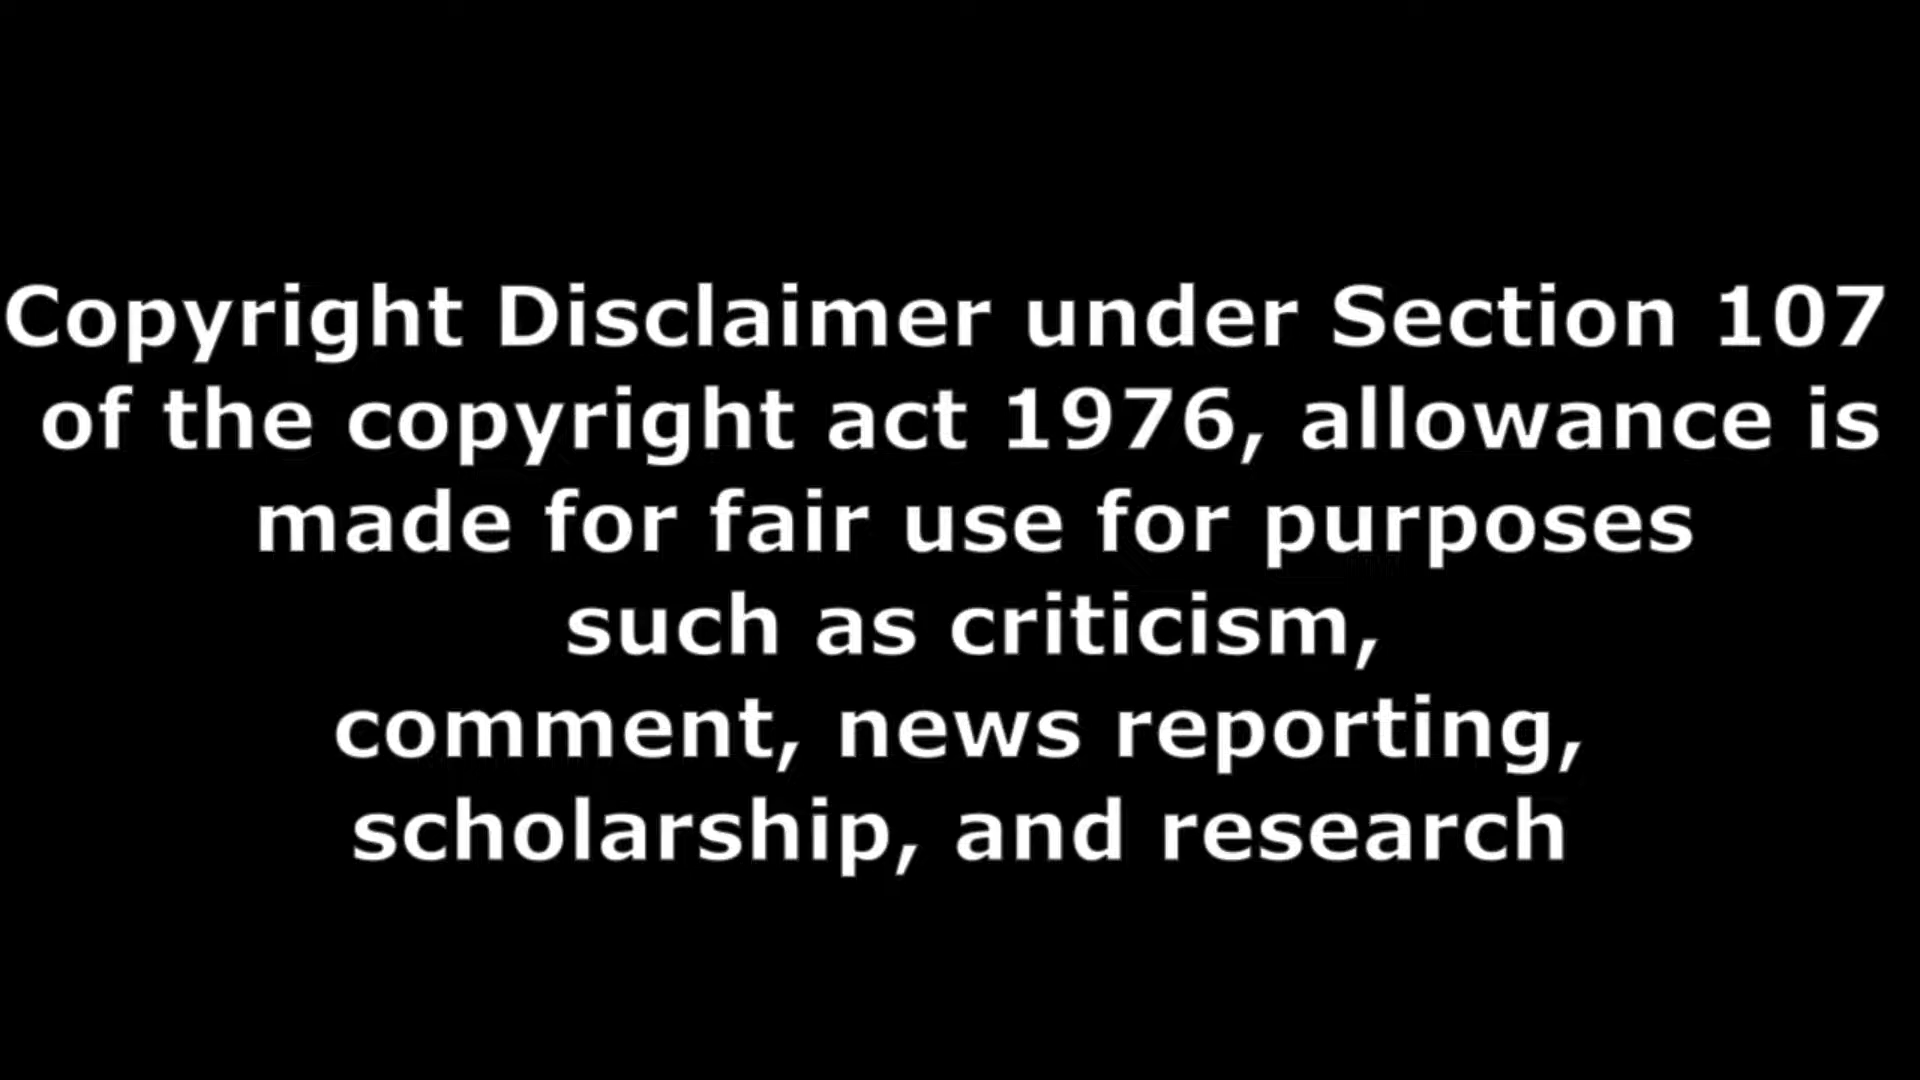 Copyright Disclaimer under Section 107
of the copyright act 1976, allowance is
made for fair use for purposes
such as criticism,
comment, news reporting,
scholarship, and research